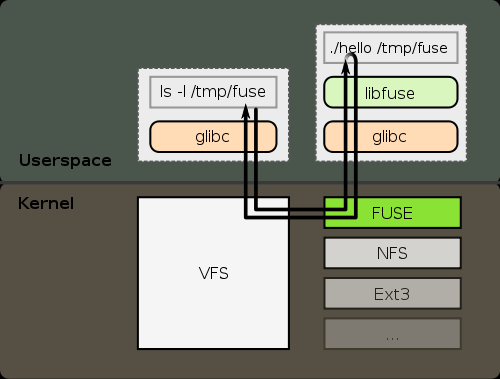 ./hello /tmp/fuse
ls -l /tmp/fuse
libfuse
glibc
glibc
Userspace
Kernel
FUSE
VFS
NFS
Ext3
...